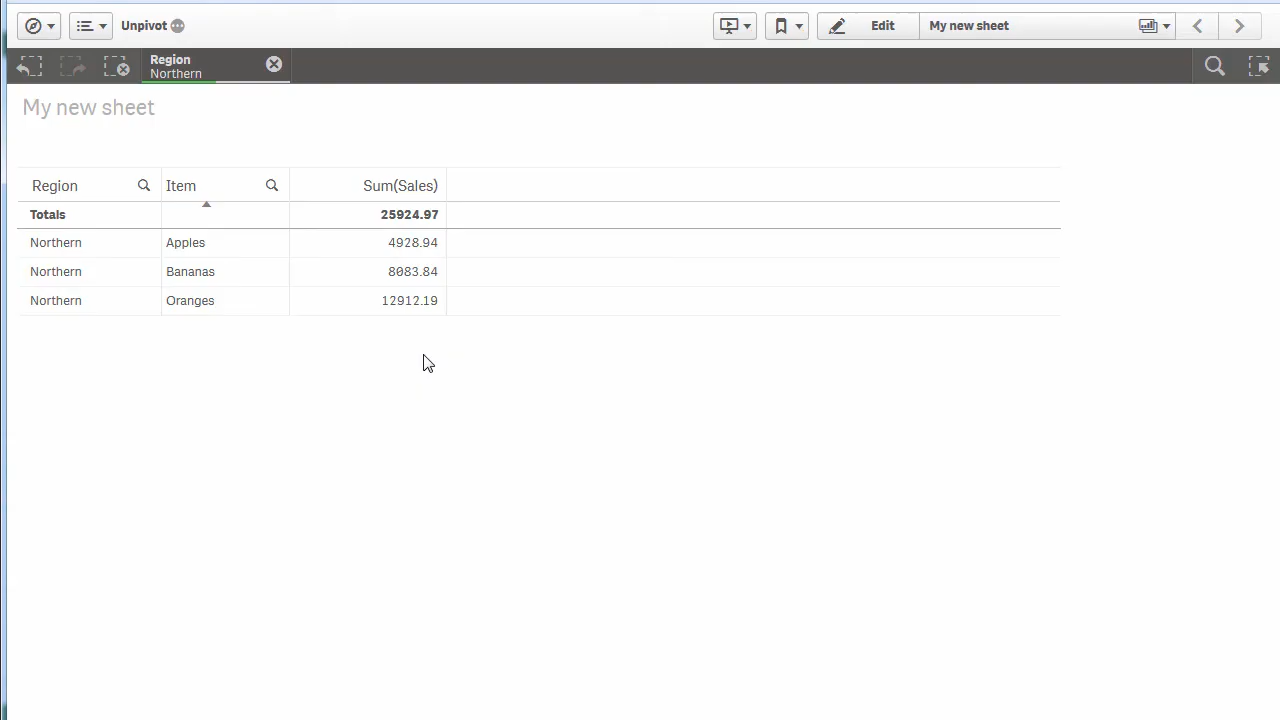 Unpivot
Edit
My new sheet
Region
Northern
My new sheet
Region Item Sum(Sales)
Totals 25924.97
Northern Apples 4928.94
Northern Bananas 8083.84
Northern Oranges 12912.19